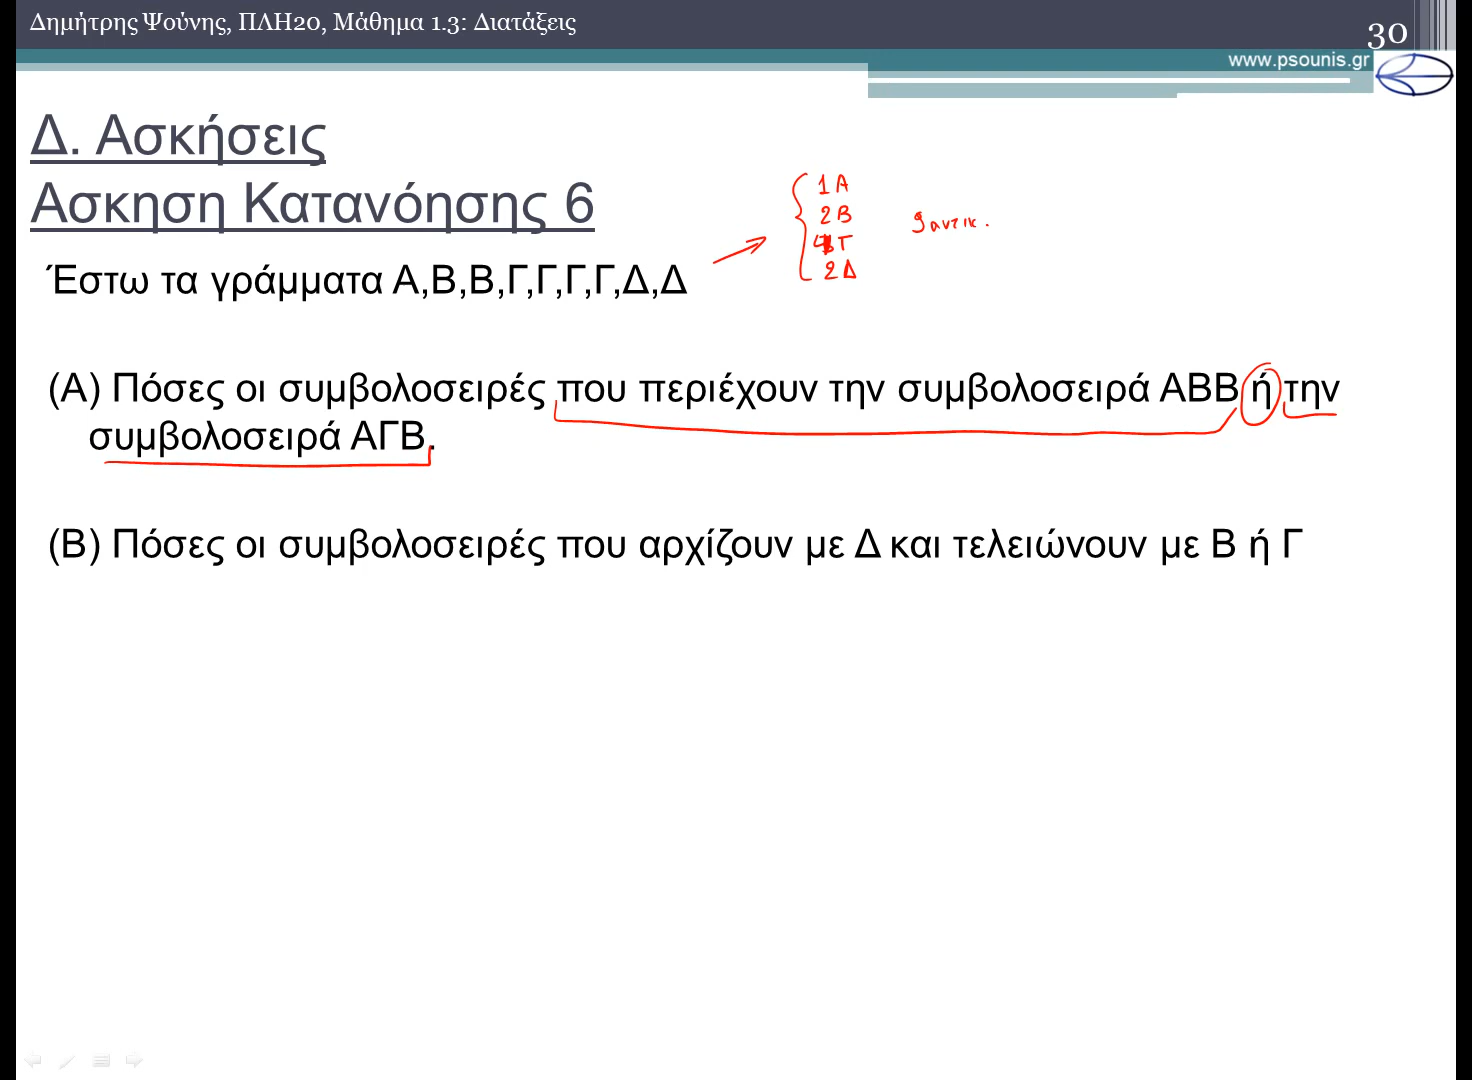 Δημήτρης Ψούνης, ΠΛΗ20, Μάθημα 1.3: Διατάξεις
30
www.psounis.gr
Δ. Ασκήσεις
Ασκηση Κατανόησης 6
1 Α
2 Β
4 Γ
2 Δ
9 αντικ.
Έστω τα γράμματα Α,Β,Β,Γ,Γ,Γ,Γ,Δ,Δ
(Α) Πόσες οι συμβολοσειρές που περιέχουν την συμβολοσειρά ΑΒΒ ή την
συμβολοσειρά ΑΓΒ.
(Β) Πόσες οι συμβολοσειρές που αρχίζουν με Δ και τελειώνουν με Β ή Γ